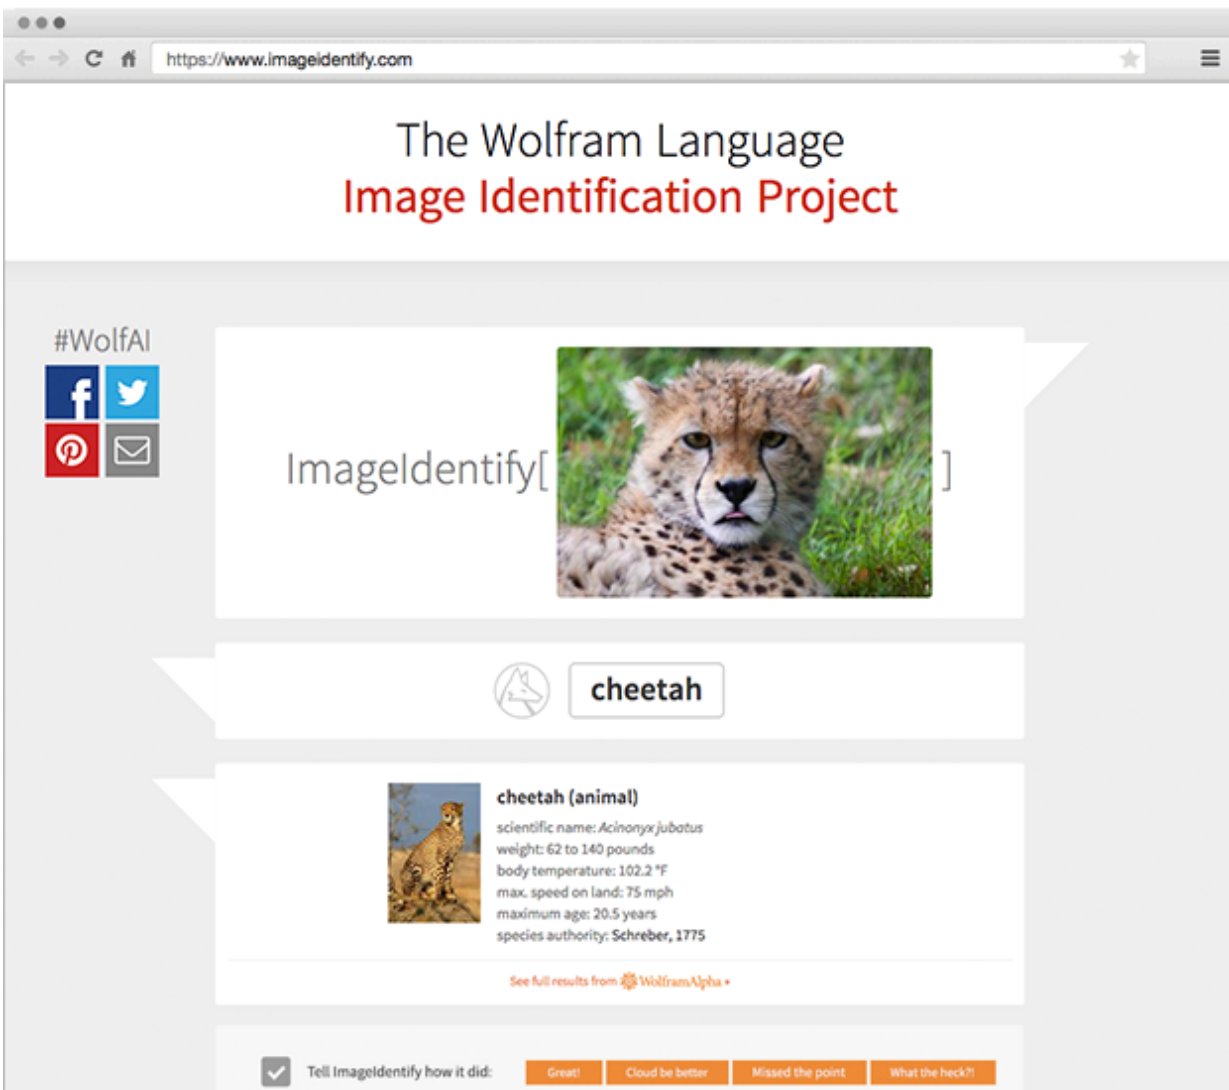 https://www.imageidentify.com
The Wolfram Language
Image Identification Project
#WolfAI
ImageIdentify[ ]
cheetah
cheetah (animal)
scientific name: Acinonyx jubatus
weight: 62 to 140 pounds
body temperature: 102.2 °F
max. speed on land: 75 mph
maximum age: 20.5 years
species authority: Schreber, 1775
See full results from WolframAlpha »
Tell ImageIdentify how it did: Great! Cloud be better Missed the point What the heck?!